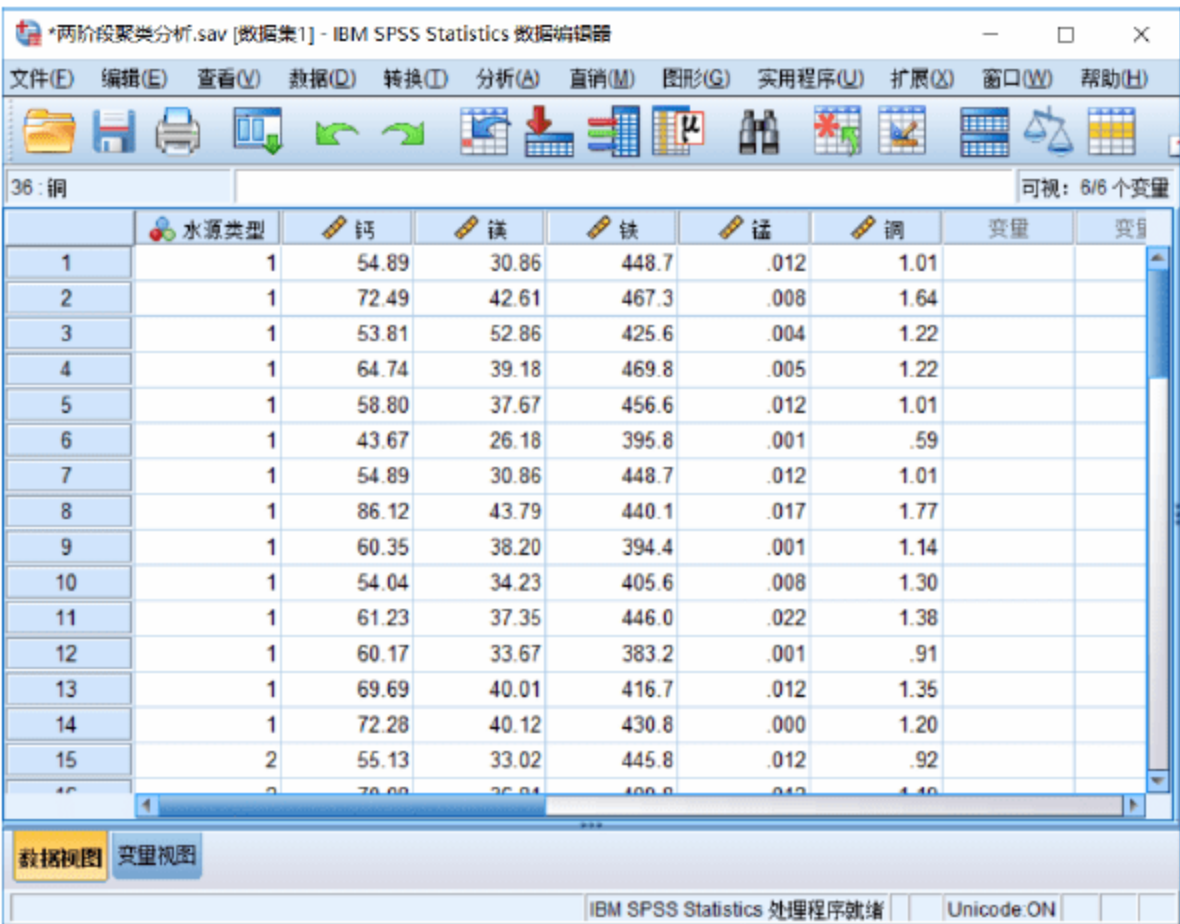 *两阶段聚类分析.sav [数据集1] - IBM SPSS Statistics 数据编辑器
文件(F) 编辑(E) 查看(V) 数据(D) 转换(T) 分析(A) 直销(M) 图形(G) 实用程序(U) 扩展(X) 窗口(W) 帮助(H)
36 : 铜 可视: 6/6 个变量
水源类型 钙 镁 铁 锰 铜 变量
1 1 54.89 30.86 448.7 .012 1.01
2 1 72.49 42.61 467.3 .008 1.64
3 1 53.81 52.86 425.6 .004 1.22
4 1 64.74 39.18 469.8 .005 1.22
5 1 58.80 37.67 456.6 .012 1.01
6 1 43.67 26.18 395.8 .001 .59
7 1 54.89 30.86 448.7 .012 1.01
8 1 86.12 43.79 440.1 .017 1.77
9 1 60.35 38.20 394.4 .001 1.14
10 1 54.04 34.23 405.6 .008 1.30
11 1 61.23 37.35 446.0 .022 1.38
12 1 60.17 33.67 383.2 .001 .91
13 1 69.69 40.01 416.7 .012 1.35
14 1 72.28 40.12 430.8 .000 1.20
15 2 55.13 33.02 445.8 .012 .92
数据视图 变量视图
IBM SPSS Statistics 处理程序就绪 Unicode:ON